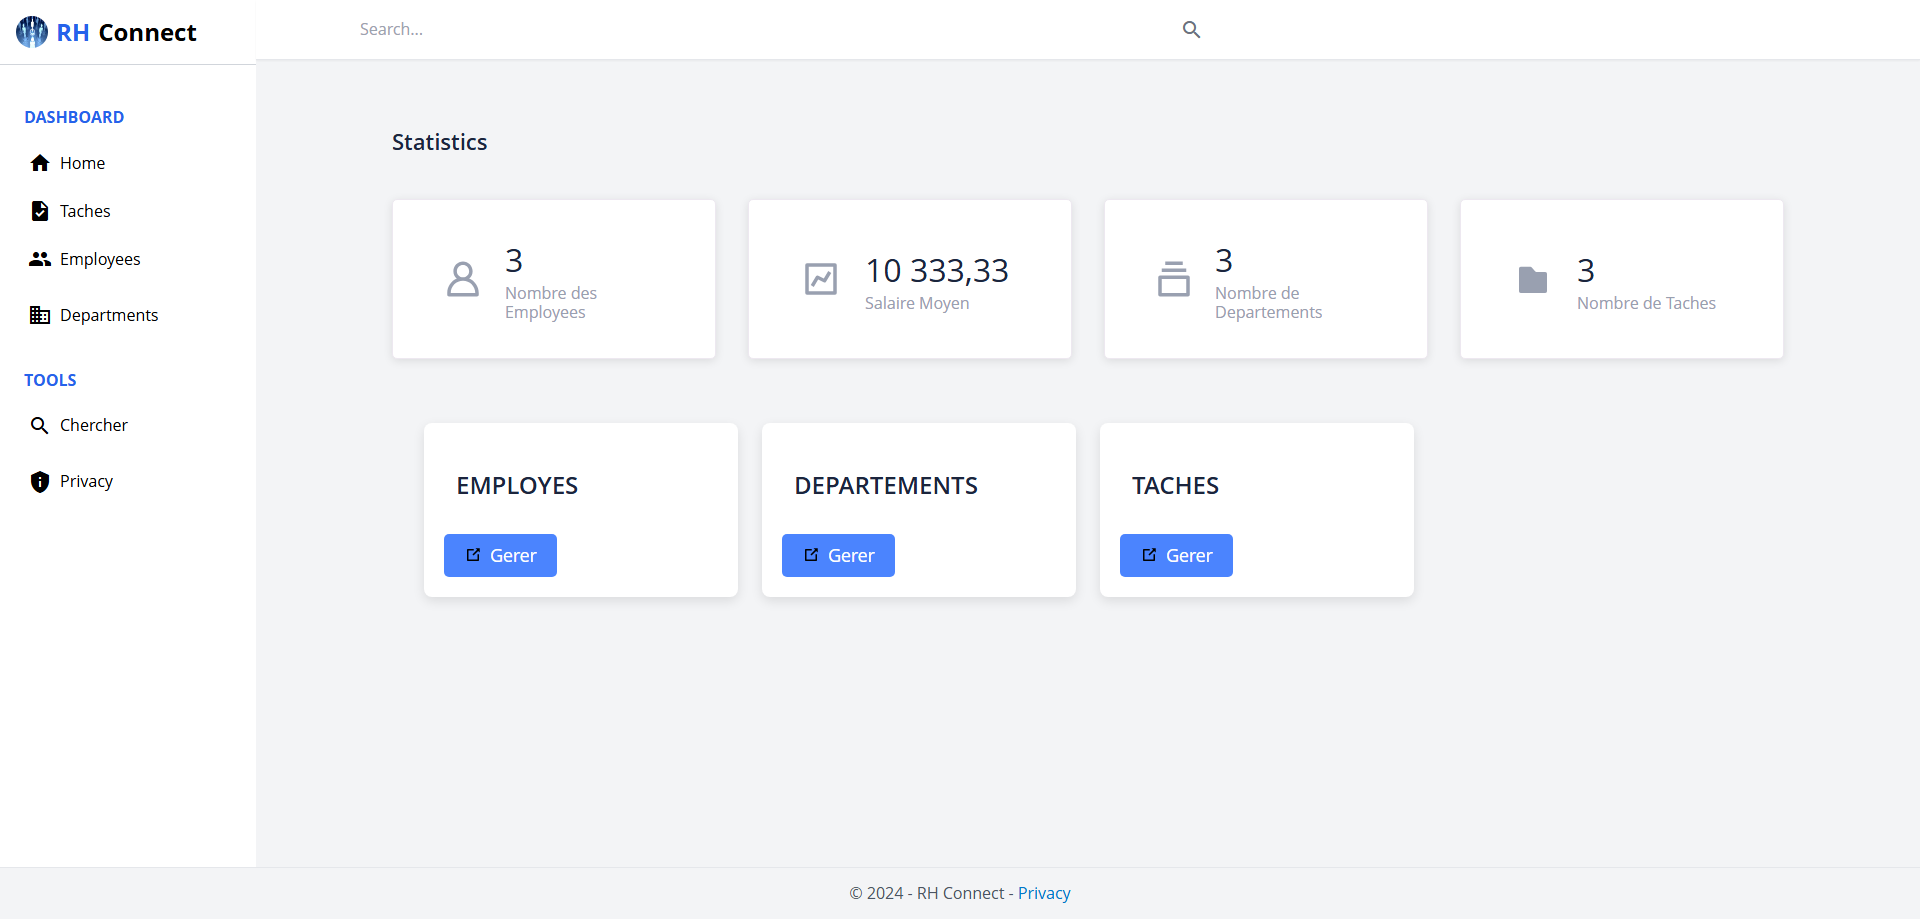 RH Connect
Search...
DASHBOARD
Home
Taches
Employees
Departments
TOOLS
Chercher
Privacy
Statistics
3
Nombre des
Employees
10 333,33
Salaire Moyen
3
Nombre de
Departements
3
Nombre de Taches
EMPLOYES
Gerer
DEPARTEMENTS
Gerer
TACHES
Gerer
© 2024 - RH Connect - Privacy